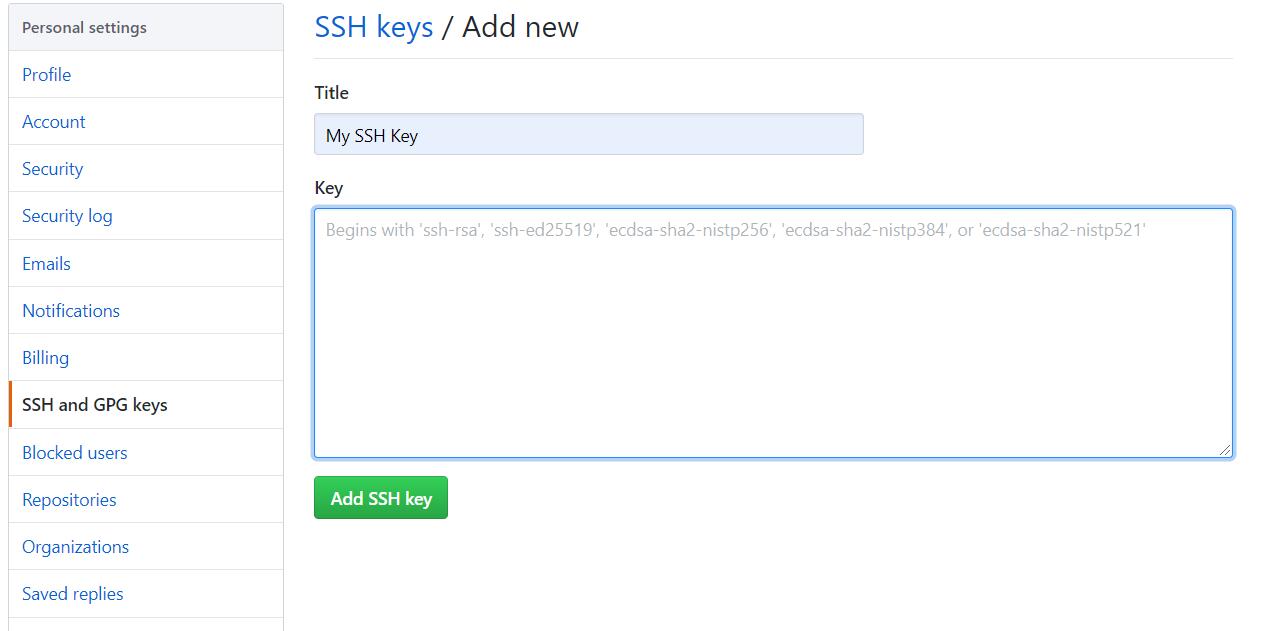 Personal settings
Profile
Account
Security
Security log
Emails
Notifications
Billing
SSH and GPG keys
Blocked users
Repositories
Organizations
Saved replies
SSH keys / Add new
Title
My SSH Key
Key
Begins with 'ssh-rsa', 'ssh-ed25519', 'ecdsa-sha2-nistp256', 'ecdsa-sha2-nistp384', or 'ecdsa-sha2-nistp521'
Add SSH key